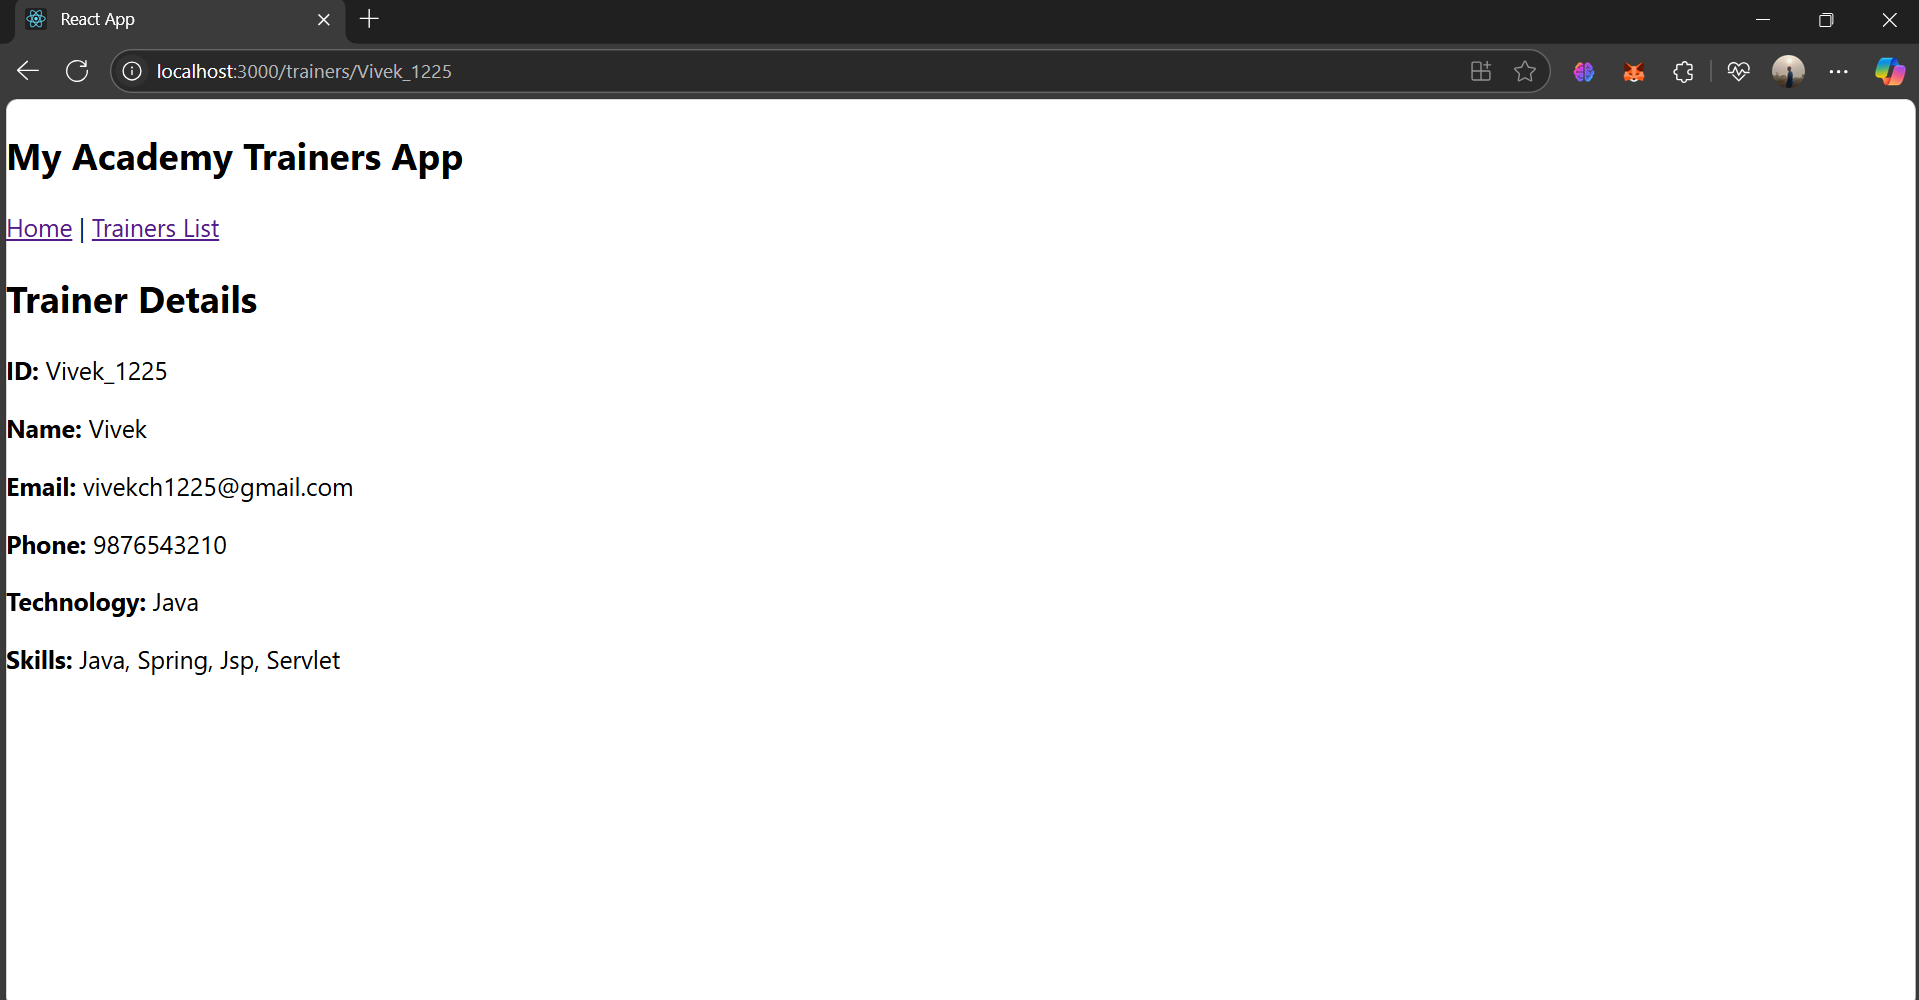 React App
localhost:3000/trainers/Vivek_1225
My Academy Trainers App
Home | Trainers List
Trainer Details
ID: Vivek_1225
Name: Vivek
Email: vivekch1225@gmail.com
Phone: 9876543210
Technology: Java
Skills: Java, Spring, Jsp, Servlet